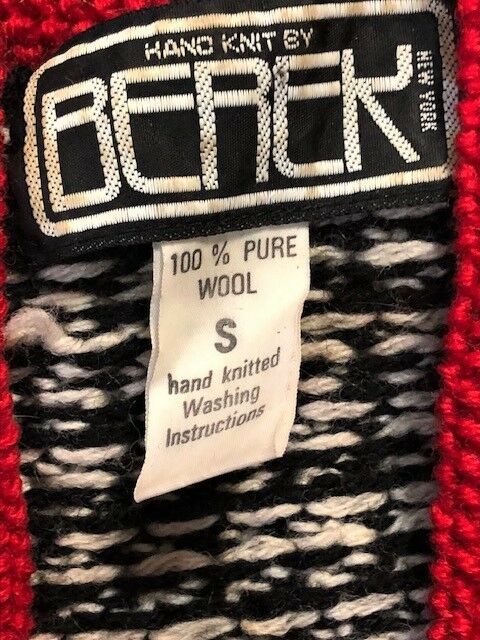 HAND KNIT BY
BEREK
NEW YORK
100 % PURE
WOOL
S
hand knitted
Washing
Instructions